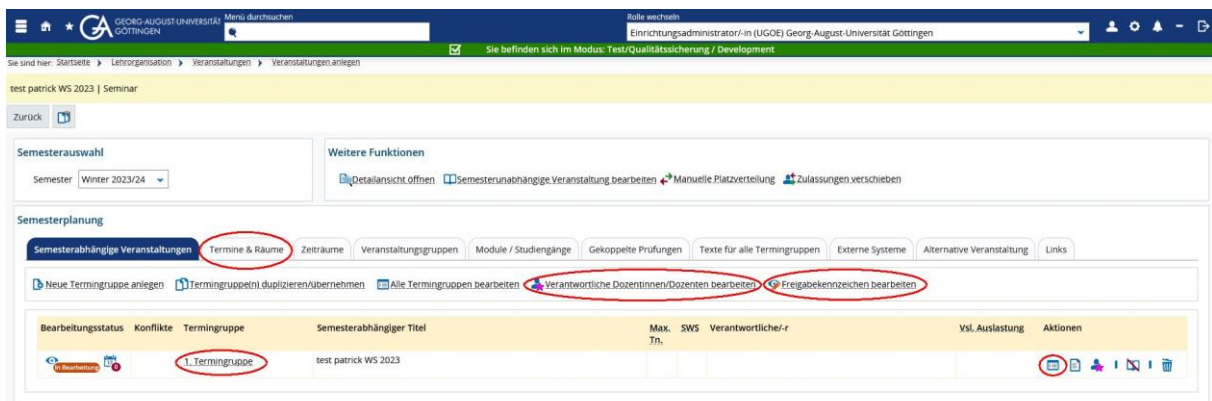 GEORG-AUGUST-UNIVERSITÄT
GÖTTINGEN
Menü durchsuchen
Rolle wechseln
Einrichtungsadministrator/-in (UGOE) Georg-August-Universität Göttingen
Sie befinden sich im Modus: Test/Qualitätssicherung / Development
Sie sind hier: Startseite Lehrorganisation Veranstaltungen Veranstaltungen anlegen
test patrick WS 2023 | Seminar
Zurück
Semesterauswahl
Semester Winter 2023/24
Weitere Funktionen
Detailansicht öffnen Semesterunabhängige Veranstaltung bearbeiten Manuelle Platzverteilung Zulassungen verschieben
Semesterplanung
Semesterabhängige Veranstaltungen Termine & Räume Zeiträume Veranstaltungsgruppen Module / Studiengänge Gekoppelte Prüfungen Texte für alle Termingruppen Externe Systeme Alternative Veranstaltung Links
Neue Termingruppe anlegen Termingruppe(n) duplizieren/übernehmen Alle Termingruppen bearbeiten Verantwortliche Dozentinnen/Dozenten bearbeiten Freigabekennzeichen bearbeiten
Bearbeitungsstatus Konflikte Termingruppe Semesterabhängiger Titel Max. Tn. SWS Verantwortliche/-r Vsl. Auslastung Aktionen
In Bearbeitung 0 1. Termingruppe test patrick WS 2023